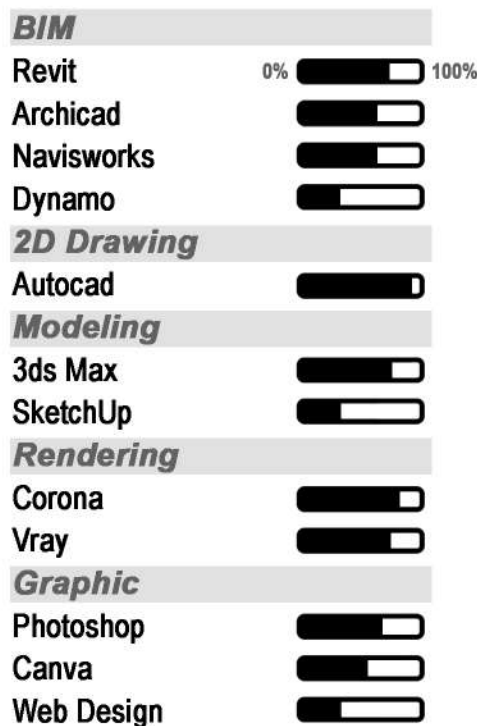 BIM
Revit 0% 100%
Archicad
Navisworks
Dynamo
2D Drawing
Autocad
Modeling
3ds Max
SketchUp
Rendering
Corona
Vray
Graphic
Photoshop
Canva
Web Design